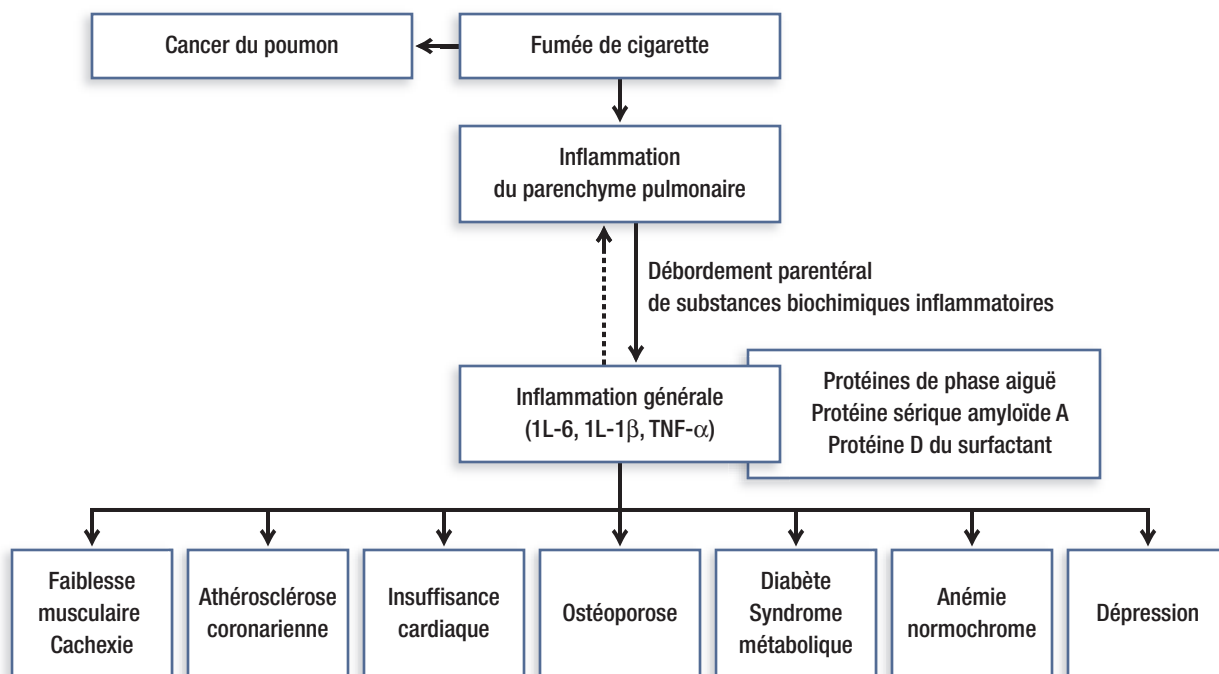 Cancer du poumon
Fumée de cigarette
Inflammation
du parenchyme pulmonaire
Débordement parentéral
de substances biochimiques inflammatoires
Inflammation générale
(1L-6, 1L-1β, TNF-α)
Protéines de phase aiguë
Protéine sérique amyloïde A
Protéine D du surfactant
Faiblesse
musculaire
Cachexie
Athérosclérose
coronarienne
Insuffisance
cardiaque
Ostéoporose
Diabète
Syndrome
métabolique
Anémie
normochrome
Dépression